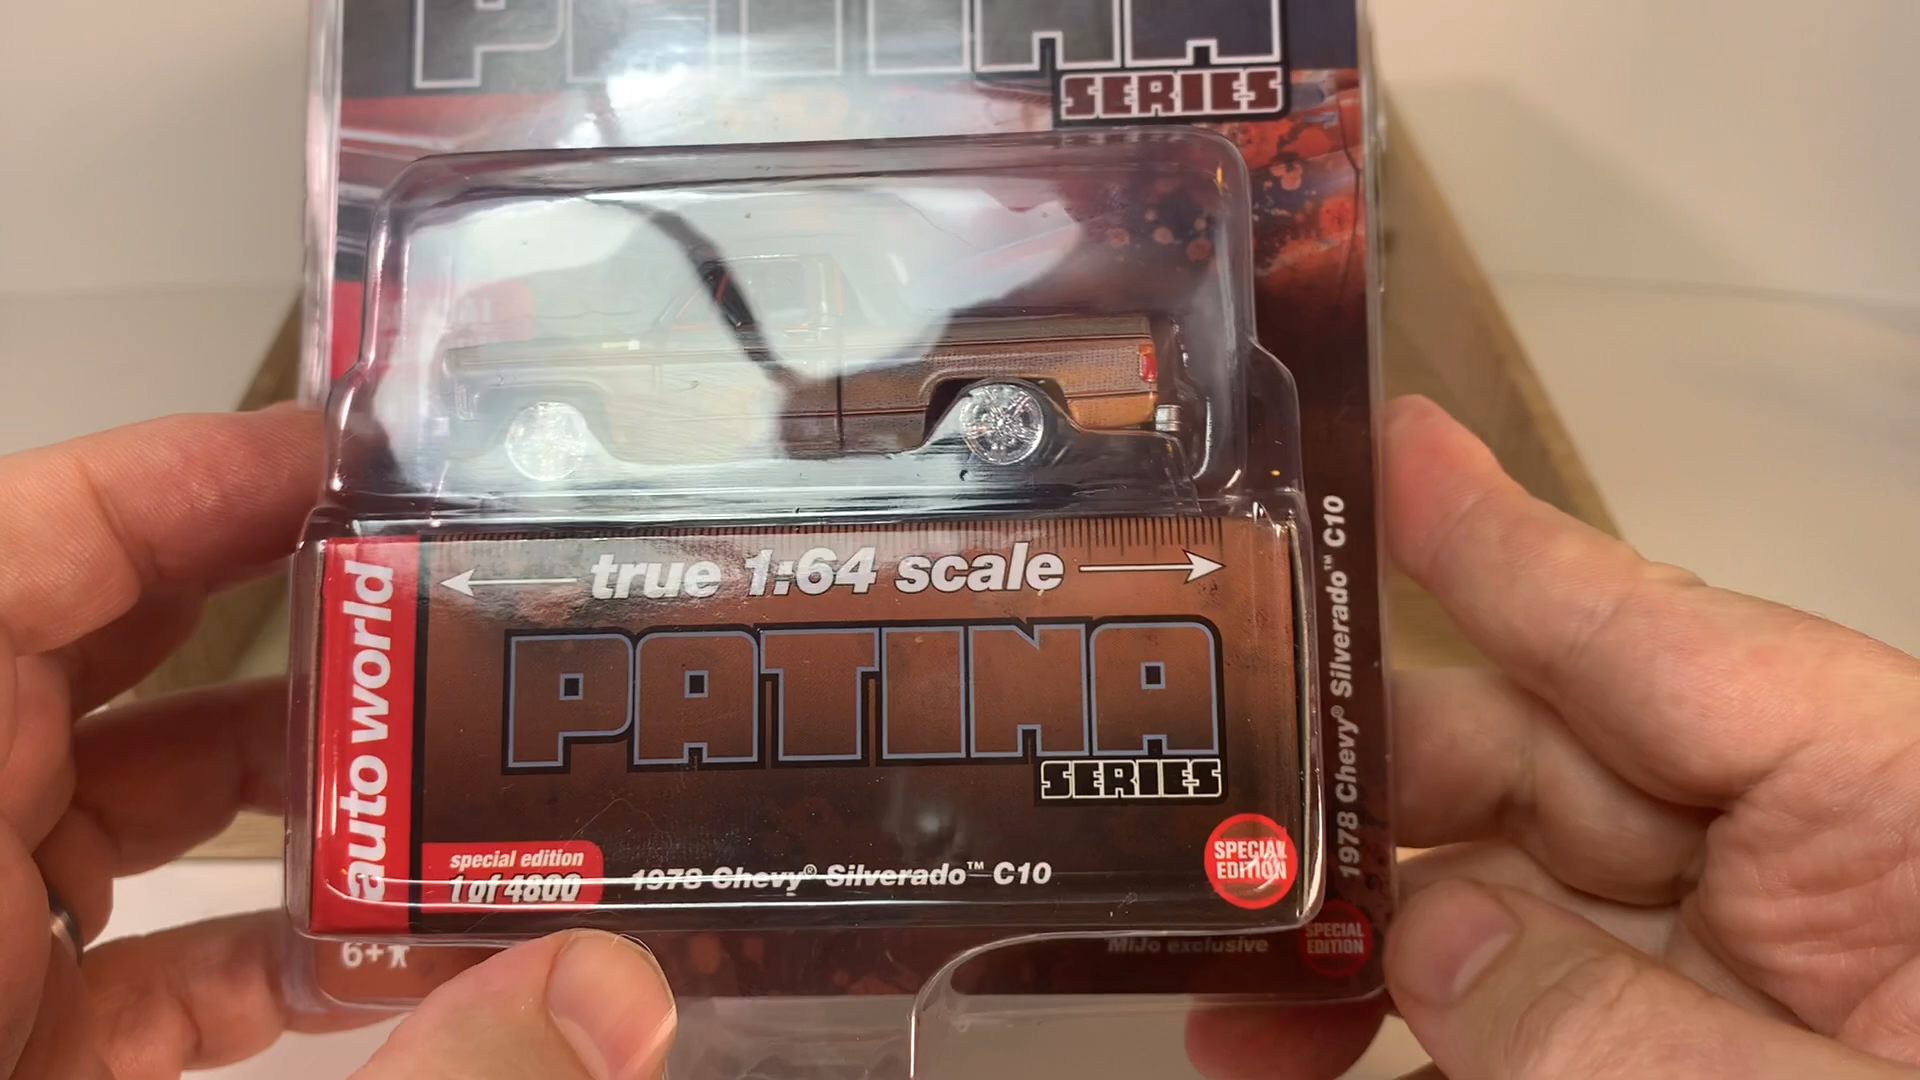 PATINA
SERIES
true 1:64 scale
auto world
PATINA
SERIES
special edition
1 of 4800
1978 Chevy® Silverado™ C10
SPECIAL
EDITION
1978 Chevy® Silverado™ C10
6+
MiJo exclusive
SPECIAL
EDITION